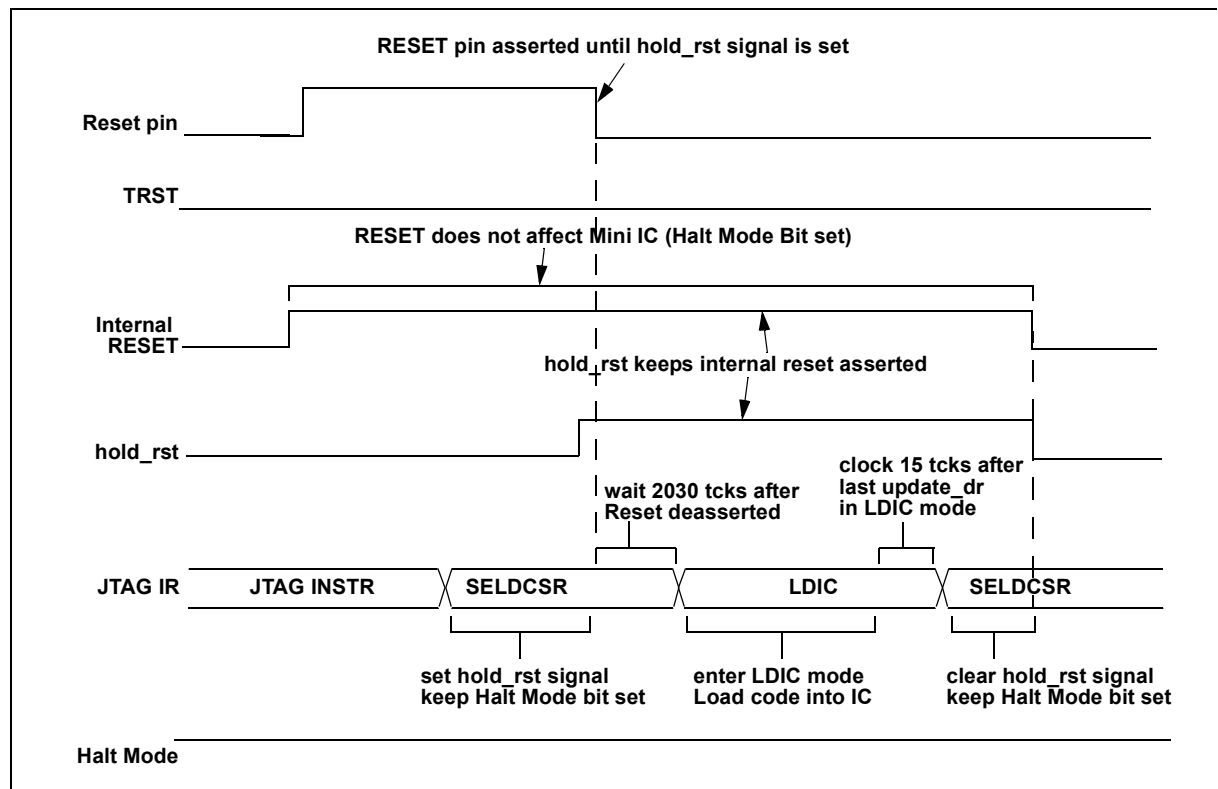 RESET pin asserted until hold_rst signal is set
Reset pin
TRST
RESET does not affect Mini IC (Halt Mode Bit set)
Internal
RESET
hold_rst keeps internal reset asserted
hold_rst
wait 2030 tcks after
Reset deasserted
clock 15 tcks after
last update_dr
in LDIC mode
JTAG IR
JTAG INSTR
SELDCSR
LDIC
SELDCSR
set hold_rst signal
keep Halt Mode bit set
enter LDIC mode
Load code into IC
clear hold_rst signal
keep Halt Mode bit set
Halt Mode